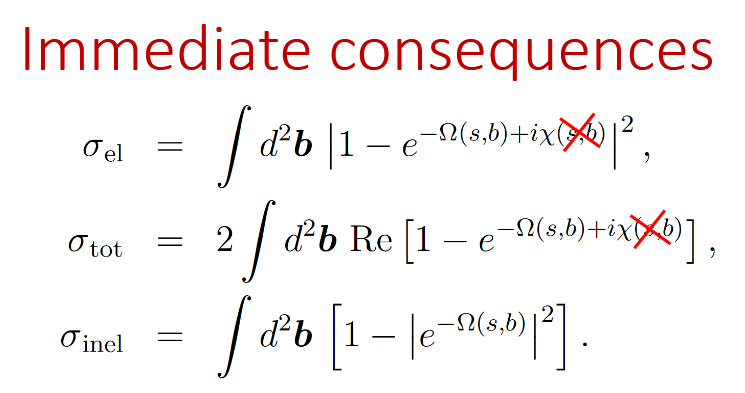 Immediate consequences
σ_el = ∫ d²b |1 − e^{−Ω(s,b)+iχ(s,b)}|² ,
σ_tot = 2 ∫ d²b Re [1 − e^{−Ω(s,b)+iχ(s,b)}] ,
σ_inel = ∫ d²b [1 − |e^{−Ω(s,b)}|²] .